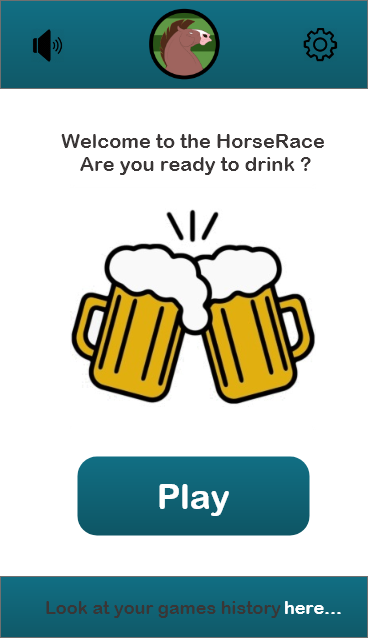 Welcome to the HorseRace
Are you ready to drink ?
Play
Look at your games history here...